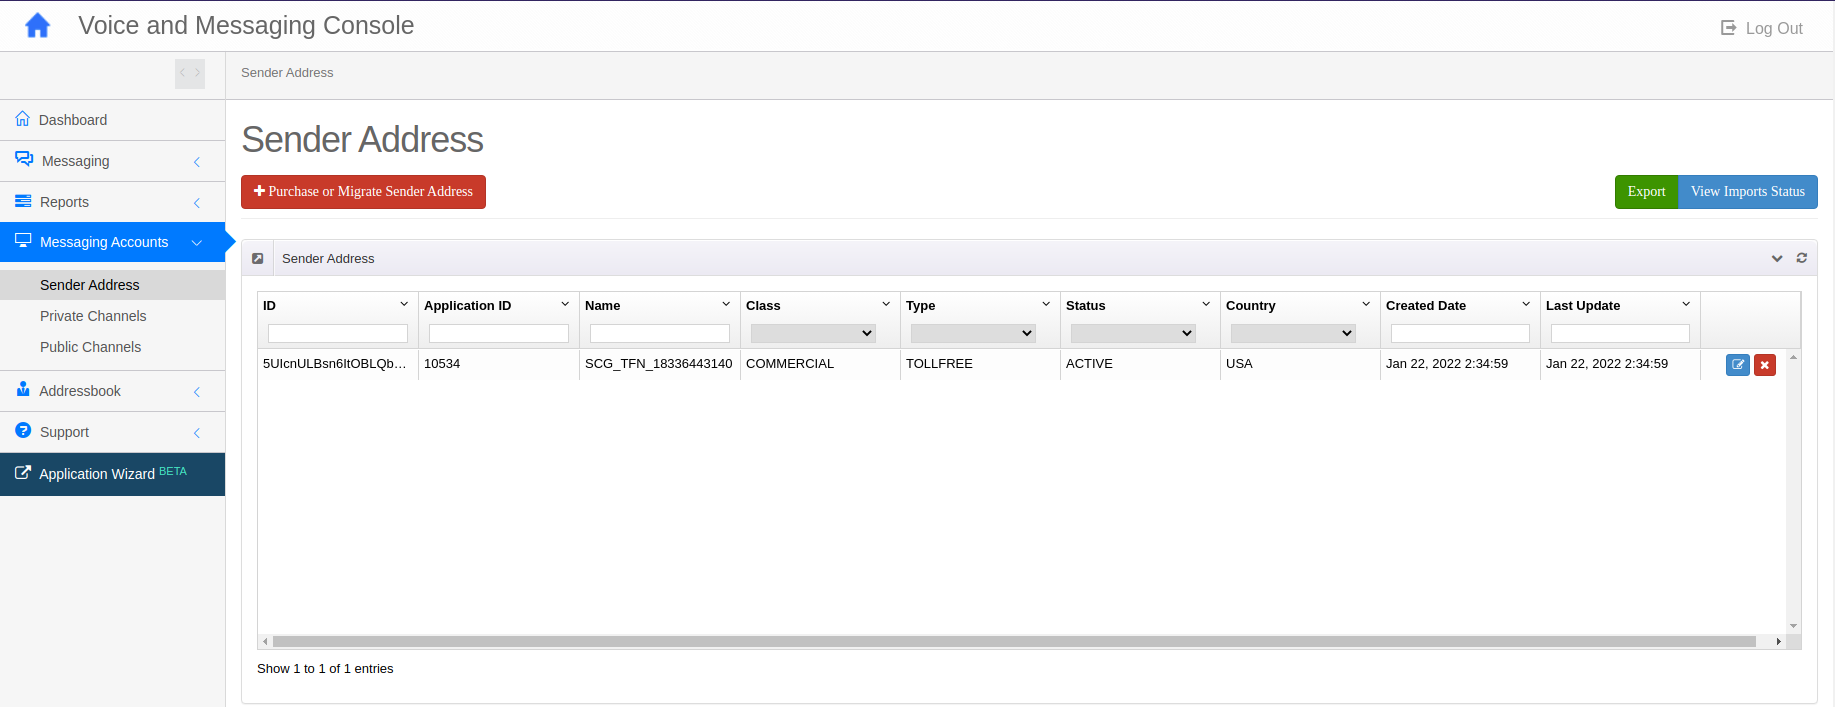 Voice and Messaging Console
Log Out
Sender Address
Dashboard
Messaging
Reports
Messaging Accounts
Sender Address
Private Channels
Public Channels
Addressbook
Support
Application Wizard BETA
Sender Address
Purchase or Migrate Sender Address
Export
View Imports Status
Sender Address
ID Application ID Name Class Type Status Country Created Date Last Update
5UIcnULBsn6ItOBLQb... 10534 SCG_TFN_18336443140 COMMERCIAL TOLLFREE ACTIVE USA Jan 22, 2022 2:34:59 Jan 22, 2022 2:34:59
Show 1 to 1 of 1 entries